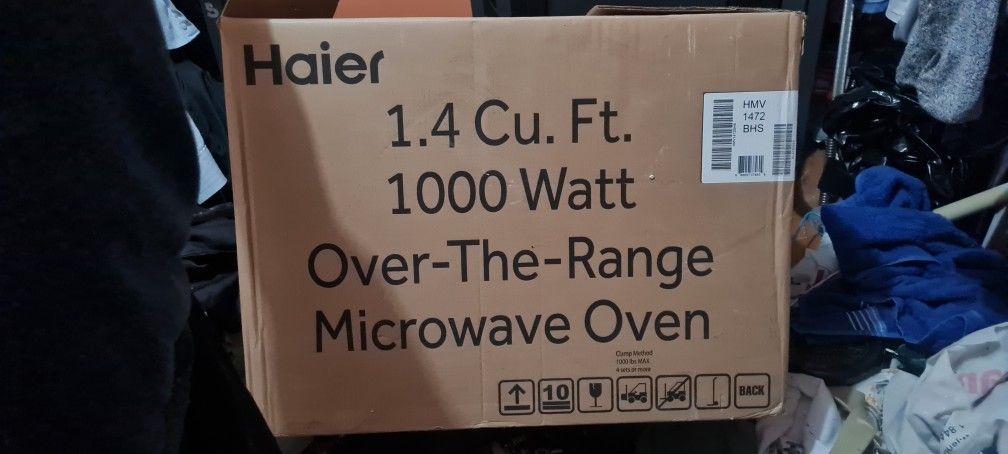 Haier
HMV
1472
BHS
1.4 Cu. Ft.
1000 Watt
Over-The-Range
Microwave Oven
Clamp Method
1000 lbs MAX
4 sets or more
10
BACK